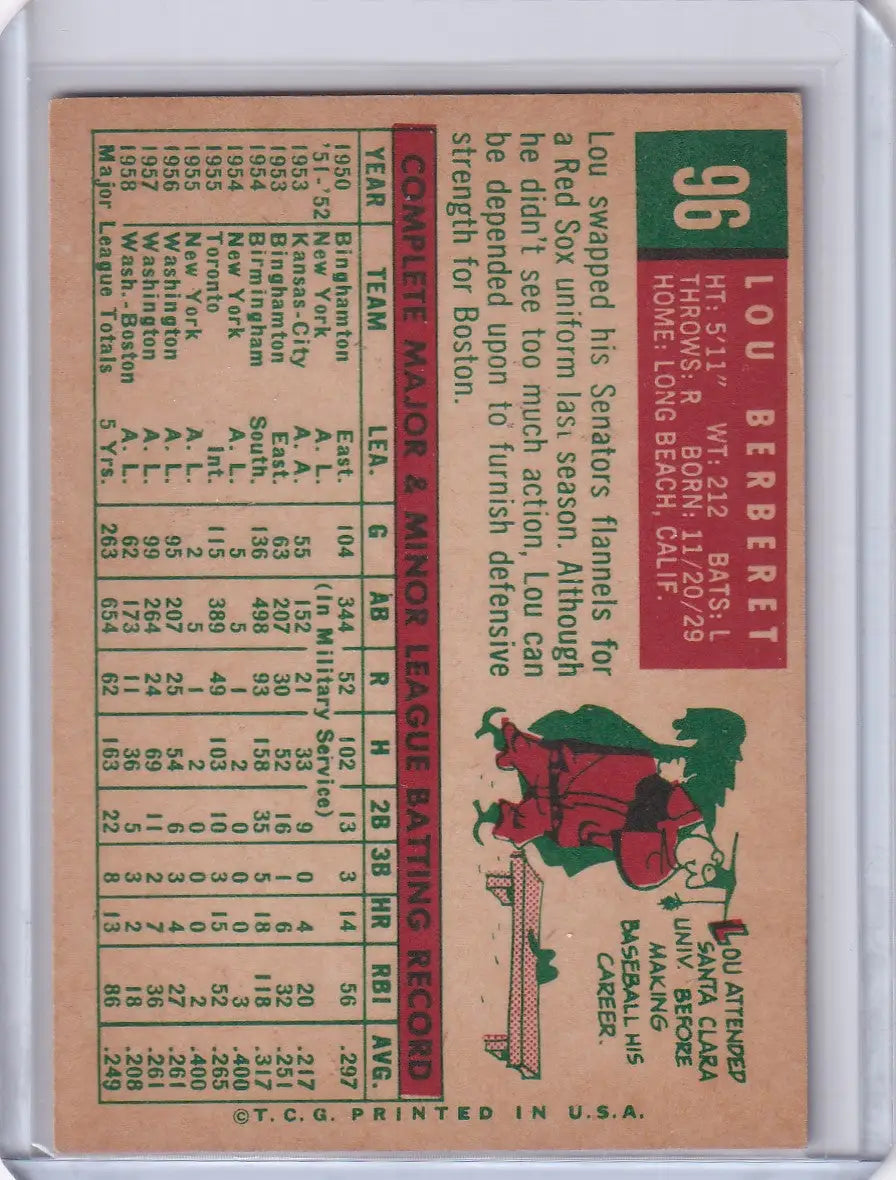 96
LOU BERBERET
HT: 5'11" WT: 212 BATS: L
THROWS: R BORN: 11/20/29
HOME: LONG BEACH, CALIF.
Lou swapped his Senators flannels for
a Red Sox uniform last season. Although
he didn't see too much action, Lou can
be depended upon to furnish defensive
strength for Boston.
LOU ATTENDED
SANTA CLARA
UNIV. BEFORE
MAKING
BASEBALL HIS
CAREER.
COMPLETE MAJOR & MINOR LEAGUE BATTING RECORD
YEAR TEAM LEA. G AB R H 2B 3B HR RBI AVG.
1950 Binghamton East. 104 344 52 102 13 3 14 56 .297
'51-'52 New York A. L. (In Military Service)
1953 Kansas-City A. A. 55 152 21 33 9 0 4 20 .217
1953 Binghamton East. 63 207 30 52 16 1 6 32 .251
1954 Birmingham South. 136 498 93 158 35 5 18 118 .317
1954 New York A. L. 5 5 1 2 0 0 0 3 .400
1955 Toronto Int. 115 389 49 103 10 3 15 52 .265
1955 New York A. L. 2 5 1 2 0 0 0 2 .400
1956 Washington A. L. 95 207 25 54 6 3 4 27 .261
1957 Washington A. L. 99 264 24 69 11 2 7 36 .261
1958 Wash.-Boston A. L. 62 173 11 36 5 3 2 18 .208
Major League Totals 5 Yrs. 263 654 62 163 22 8 13 86 .249
©T. C. G. PRINTED IN U.S.A.